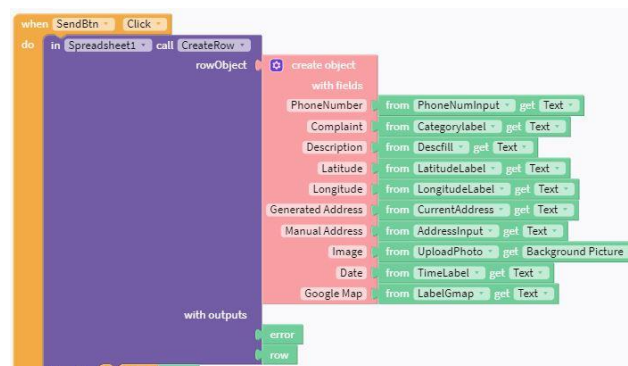 when SendBtn Click
do in Spreadsheet1 call CreateRow
rowObject create object
with fields
PhoneNumber from PhoneNumInput get Text
Complaint from Categorylabel get Text
Description from Descfill get Text
Latitude from LatitudeLabel get Text
Longitude from LongitudeLabel get Text
Generated Address from CurrentAddress get Text
Manual Address from AddressInput get Text
Image from UploadPhoto get Background Picture
Date from TimeLabel get Text
Google Map from LabelGmap get Text
with outputs
error
row